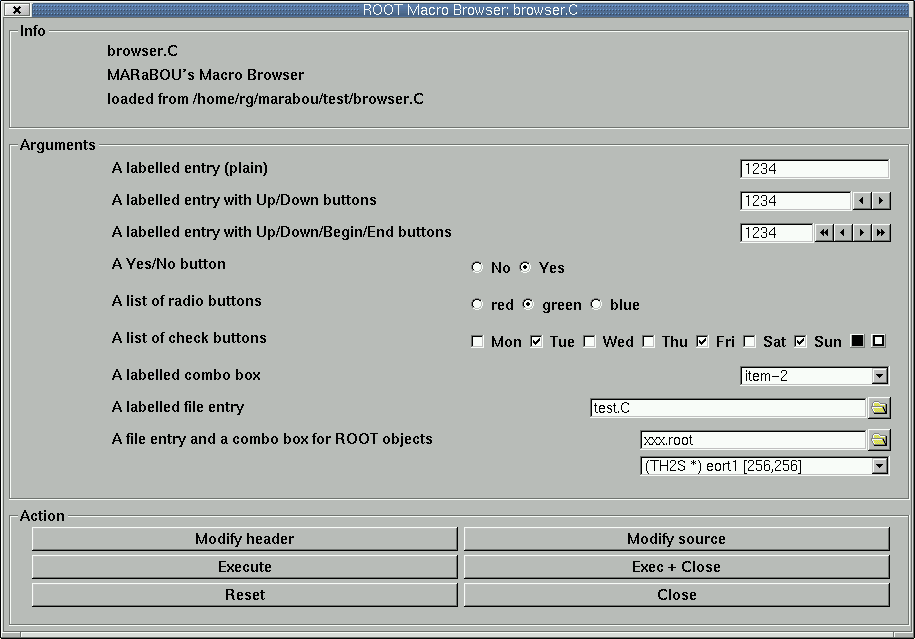 ROOT Macro Browser: browser.C
Info
browser.C
MARaBOU's Macro Browser
loaded from /home/rg/marabou/test/browser.C
Arguments
A labelled entry (plain) 1234
A labelled entry with Up/Down buttons 1234
A labelled entry with Up/Down/Begin/End buttons 1234
A Yes/No button No Yes
A list of radio buttons red green blue
A list of check buttons Mon Tue Wed Thu Fri Sat Sun
A labelled combo box item-2
A labelled file entry test.C
A file entry and a combo box for ROOT objects xxx.root
(TH2S *) eort1 [256,256]
Action
Modify header Modify source
Execute Exec + Close
Reset Close